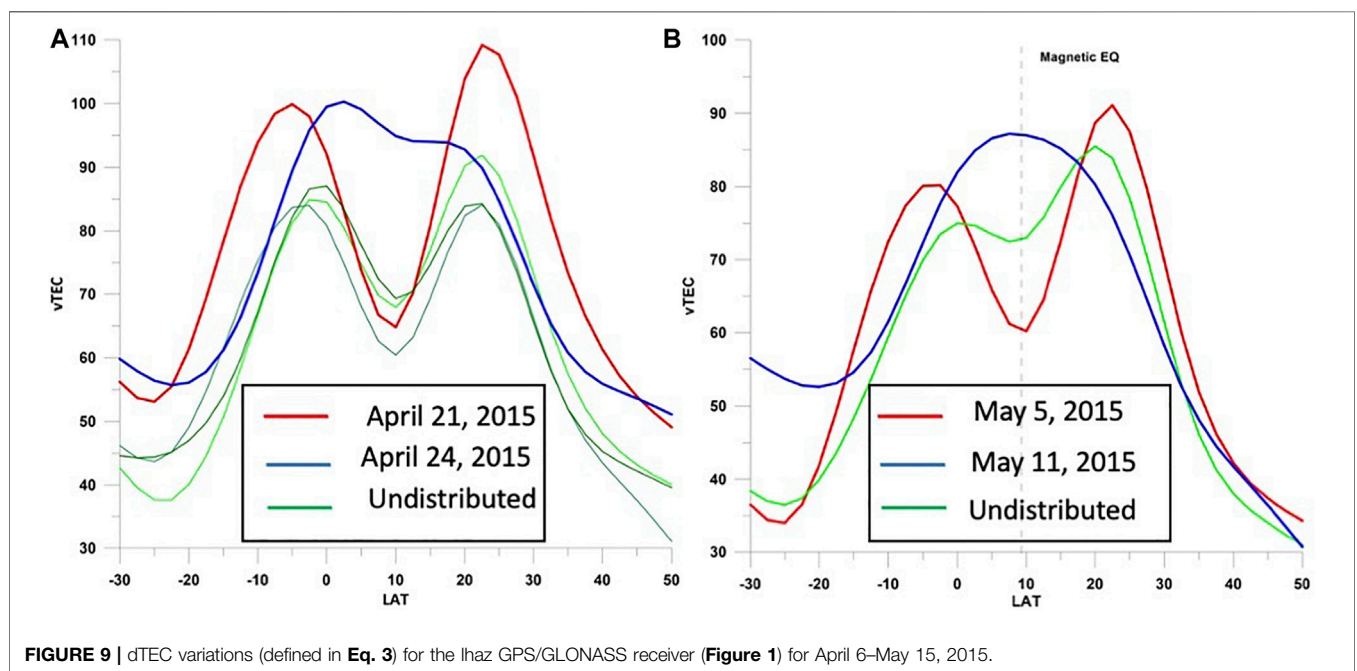 A
110
100
90
80
70
60
50
40
30
vTEC
-30
-20
-10
0
10
20
30
40
50
LAT
April 21, 2015
April 24, 2015
Undistributed
B
100
90
80
70
60
50
40
30
vTEC
-30
-20
-10
0
10
20
30
40
50
LAT
Magnetic EQ
May 5, 2015
May 11, 2015
Undistributed
FIGURE 9 | dTEC variations (defined in Eq. 3) for the Ihaz GPS/GLONASS receiver (Figure 1) for April 6–May 15, 2015.